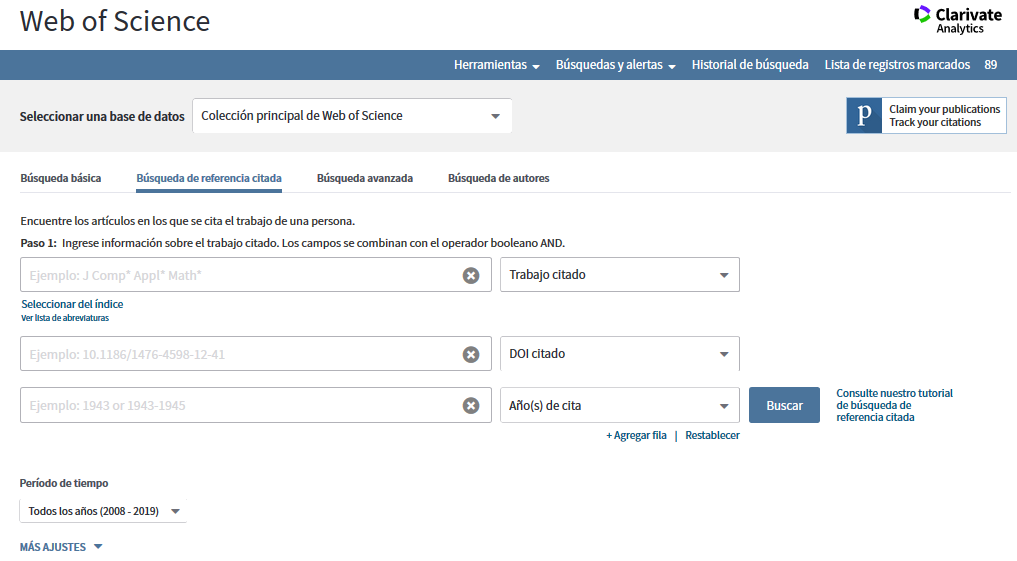 Web of Science
Clarivate
Analytics
Herramientas Búsquedas y alertas Historial de búsqueda Lista de registros marcados 89
Seleccionar una base de datos Colección principal de Web of Science
p Claim your publications
Track your citations
Búsqueda básica Búsqueda de referencia citada Búsqueda avanzada Búsqueda de autores
Encuentre los artículos en los que se cita el trabajo de una persona.
Paso 1: Ingrese información sobre el trabajo citado. Los campos se combinan con el operador booleano AND.
Ejemplo: J Comp* Appl* Math* Trabajo citado
Seleccionar del índice
Ver lista de abreviaturas
Ejemplo: 10.1186/1476-4598-12-41 DOI citado
Ejemplo: 1943 or 1943-1945 Año(s) de cita Buscar
Consulte nuestro tutorial
de búsqueda de
referencia citada
+ Agregar fila | Restablecer
Período de tiempo
Todos los años (2008 - 2019)
MÁS AJUSTES